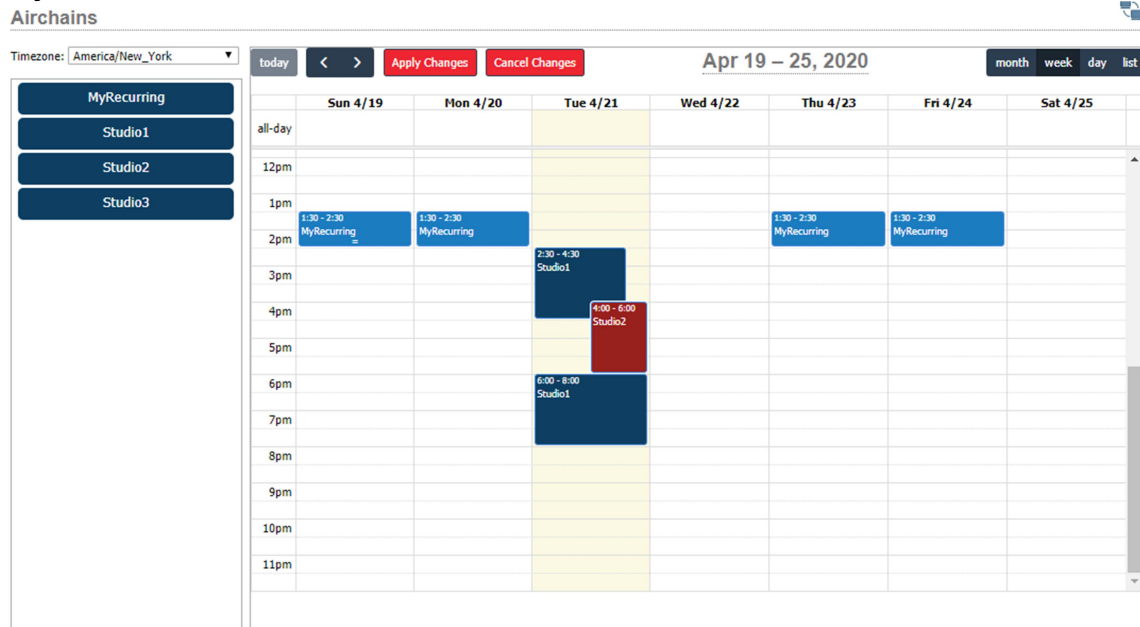 Airchains
Timezone: America/New_York
today < > Apply Changes Cancel Changes Apr 19 – 25, 2020 month week day list
MyRecurring
Studio1
Studio2
Studio3
Sun 4/19 Mon 4/20 Tue 4/21 Wed 4/22 Thu 4/23 Fri 4/24 Sat 4/25
all-day
12pm
1pm
1:30 - 2:30 1:30 - 2:30 1:30 - 2:30 1:30 - 2:30
MyRecurring MyRecurring MyRecurring MyRecurring
2pm
2:30 - 4:30
Studio1
3pm
4pm
4:00 - 6:00
Studio2
5pm
6pm
6:00 - 8:00
Studio1
7pm
8pm
9pm
10pm
11pm